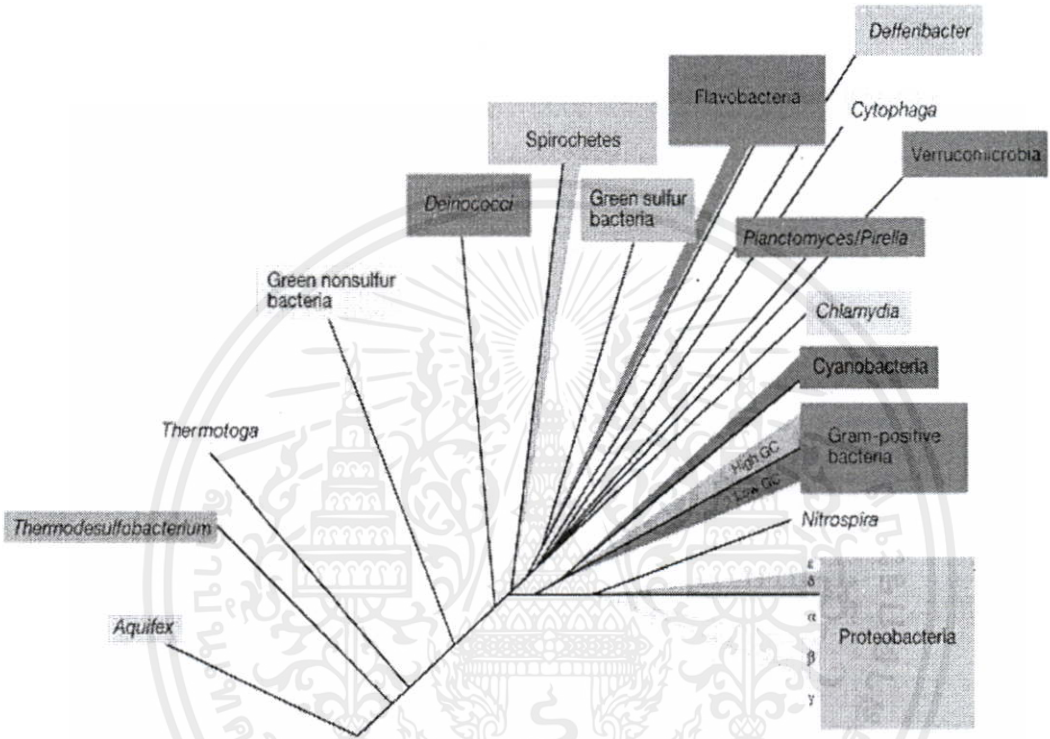 Defferibacter
Flavobacteria
Cytophaga
Spirochetes
Verrucomicrobia
Deinococci
Green sulfur
bacteria
Planctomyces/Pirella
Green nonsulfur
bacteria
Chlamydia
Cyanobacteria
Thermotoga
High GC
Gram-positive
bacteria
Low GC
Nitrospira
Thermodesulfobacterium
ε
δ
α
Proteobacteria
β
γ
Aquifex